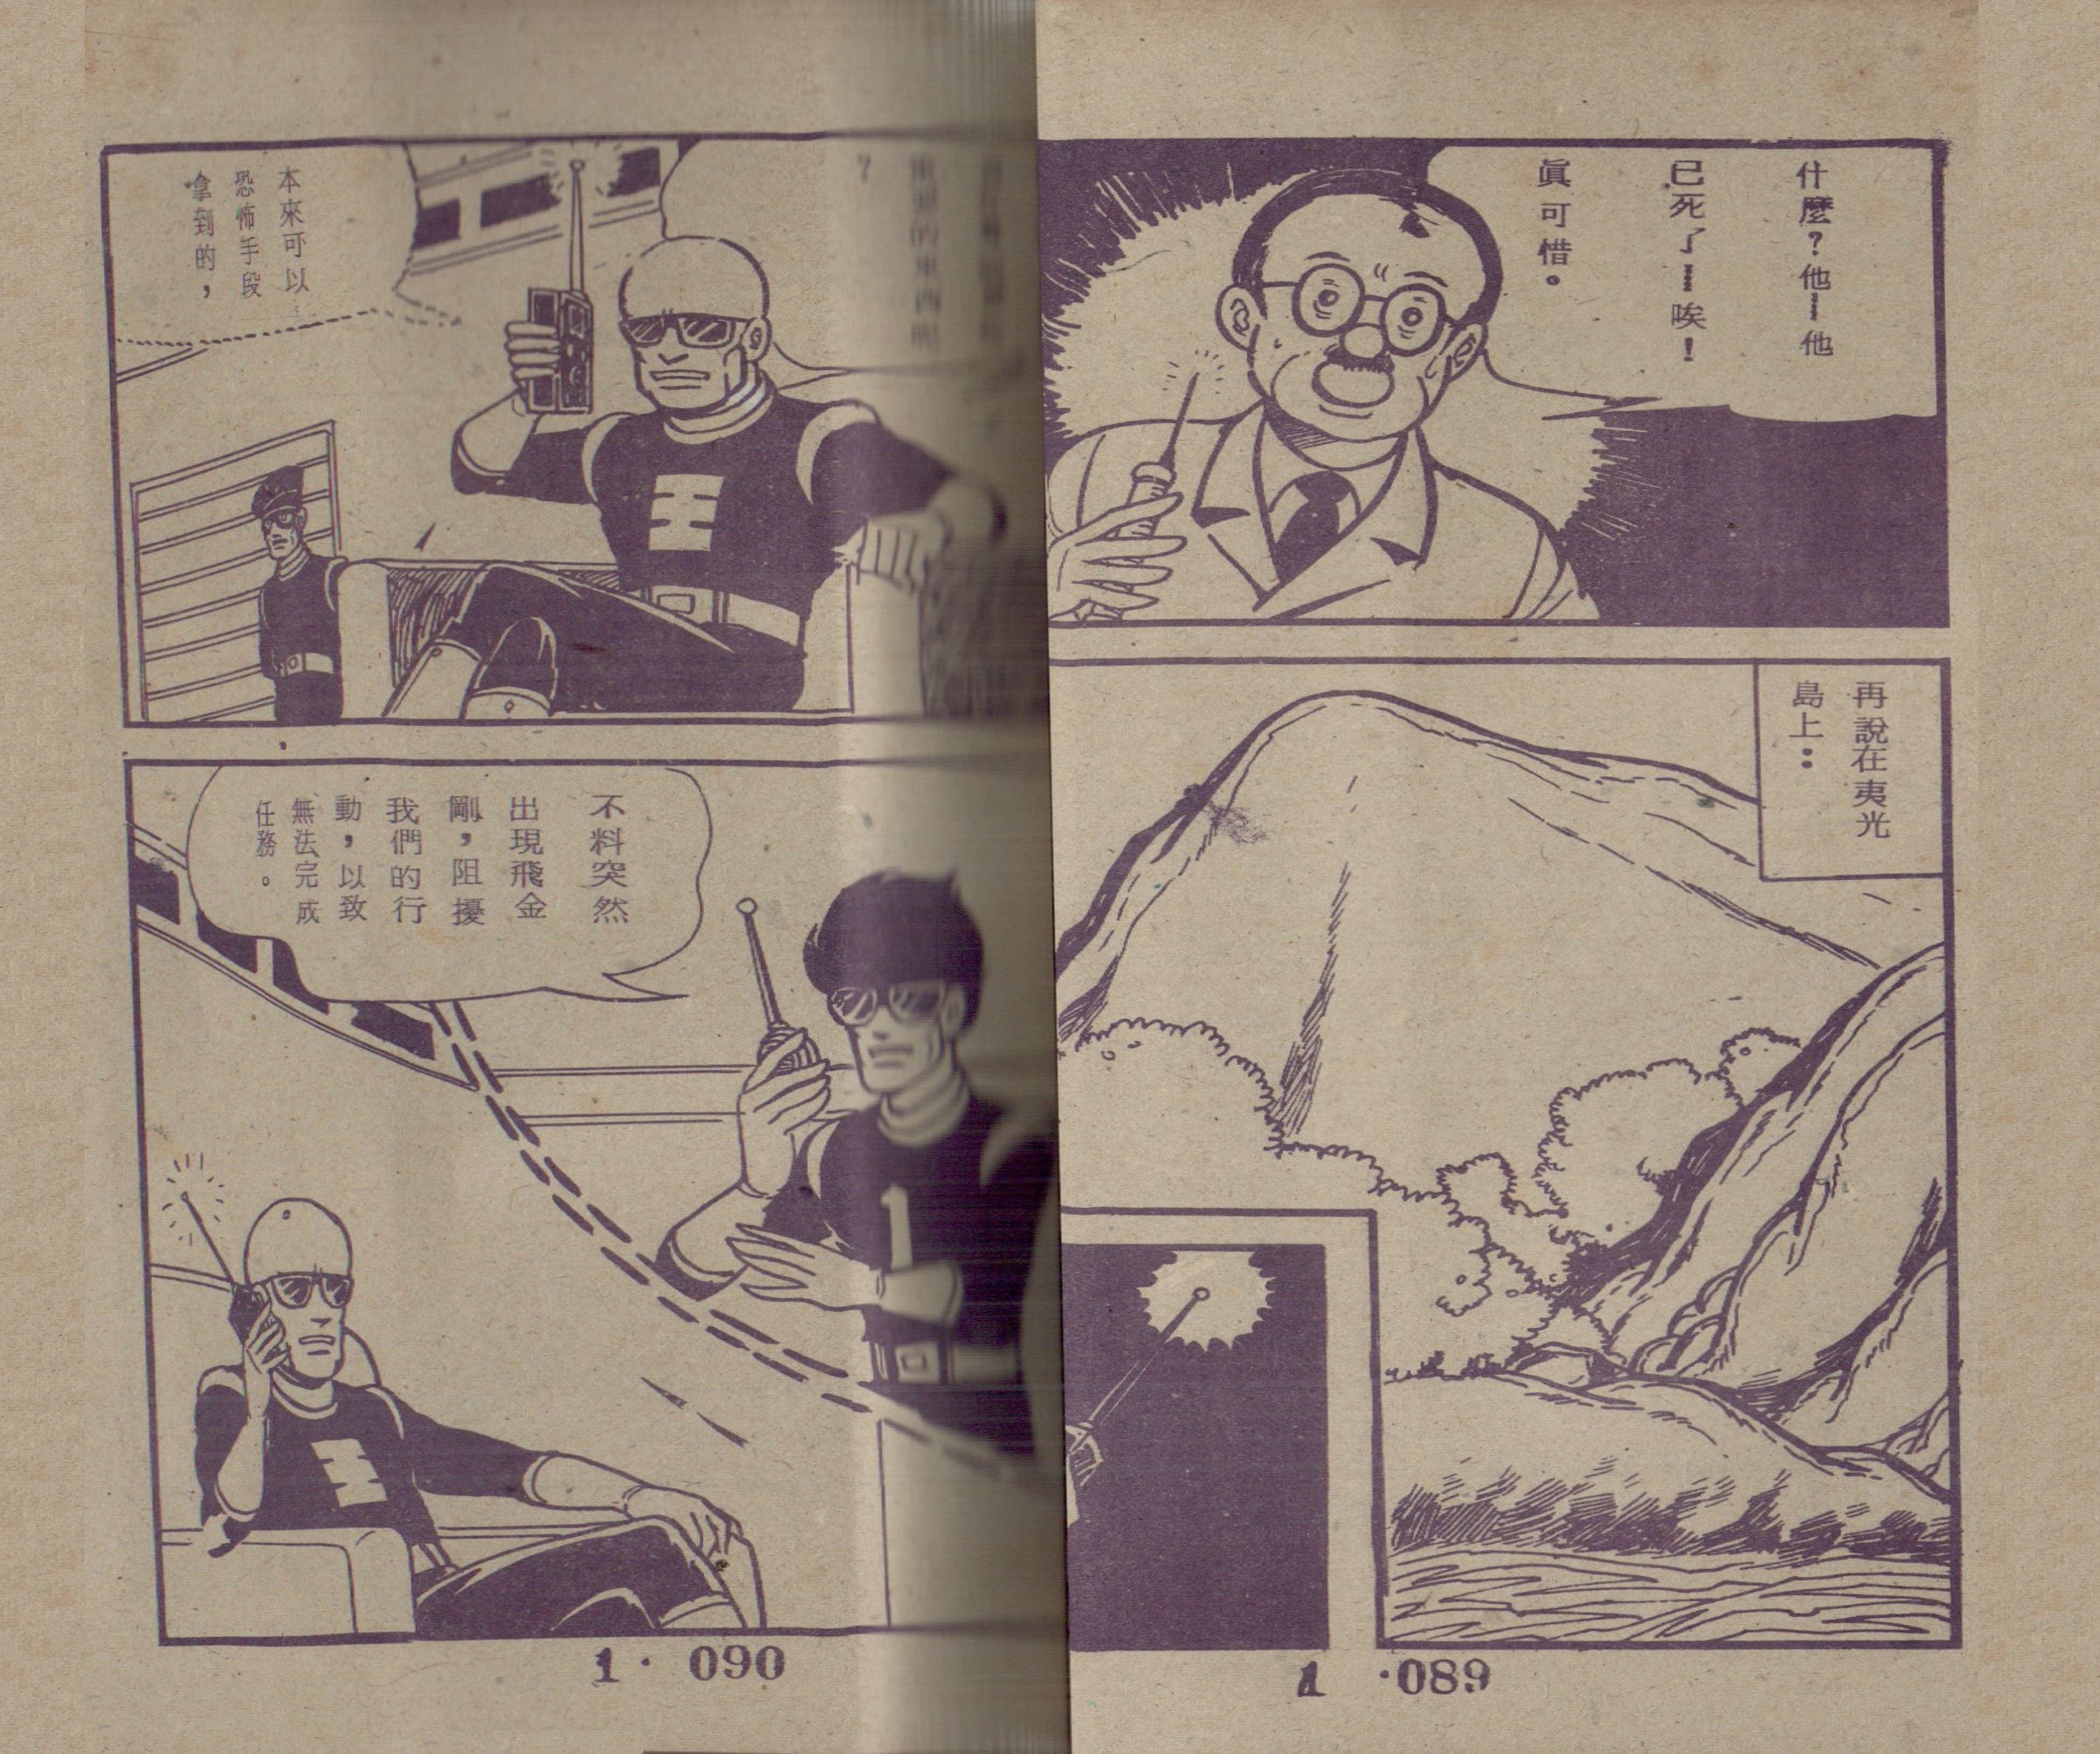 什麼?他┅他
已死了┅唉!
眞可惜。
再說在夷光
島上:
1·089
?
本來可以
恐怖手段
拿到的,
王
不料突然
出現飛金
剛,阻擾
我們的行
動,以致
無法完成
任務。
1
王
1·090